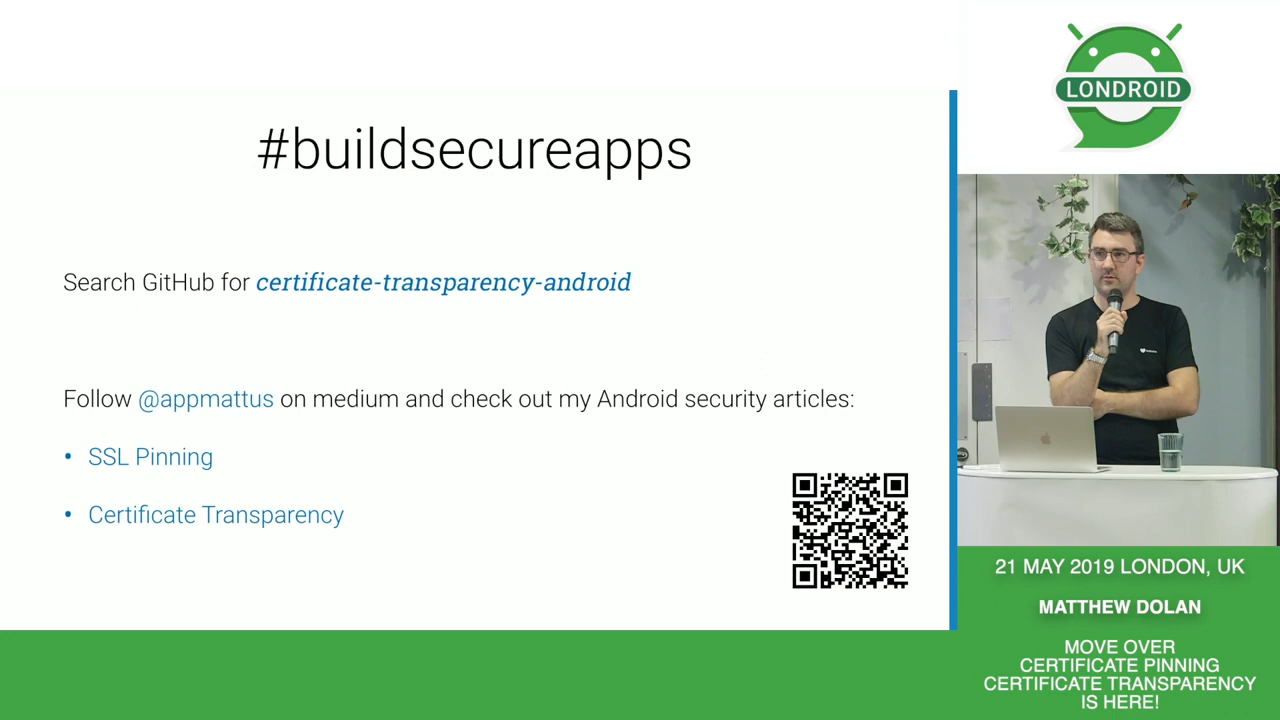 #buildsecureapps
Search GitHub for certificate-transparency-android
Follow @appmattus on medium and check out my Android security articles:
• SSL Pinning
• Certificate Transparency
LONDROID
21 MAY 2019 LONDON, UK
MATTHEW DOLAN
MOVE OVER
CERTIFICATE PINNING
CERTIFICATE TRANSPARENCY
IS HERE!